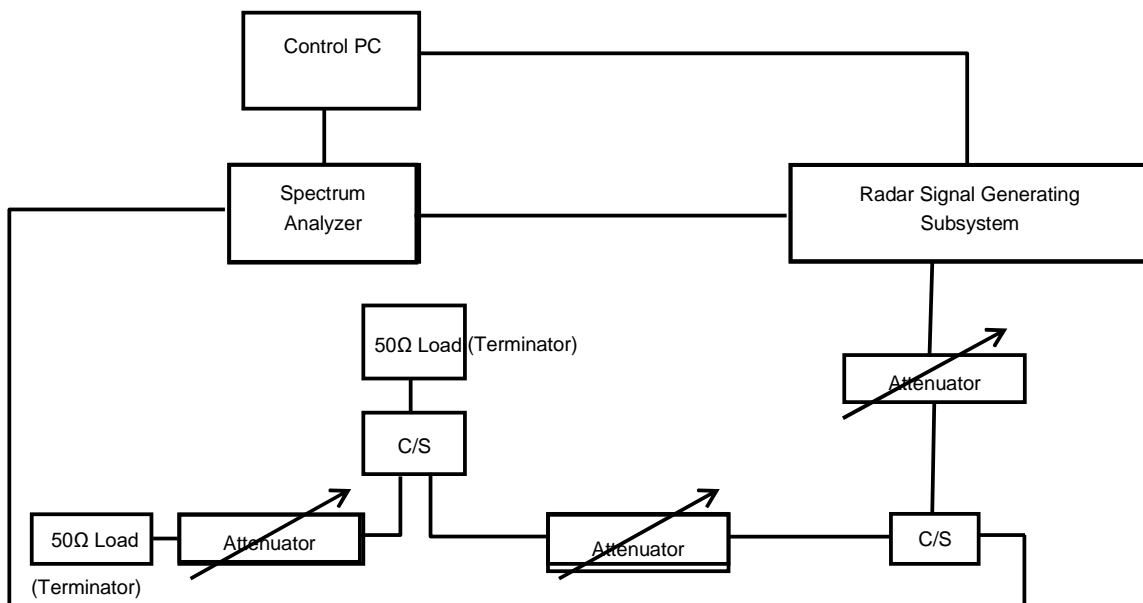 Control PC
Spectrum
Analyzer
Radar Signal Generating
Subsystem
50Ω Load (Terminator)
Attenuator
C/S
50Ω Load
(Terminator)
Attenuator
Attenuator
C/S